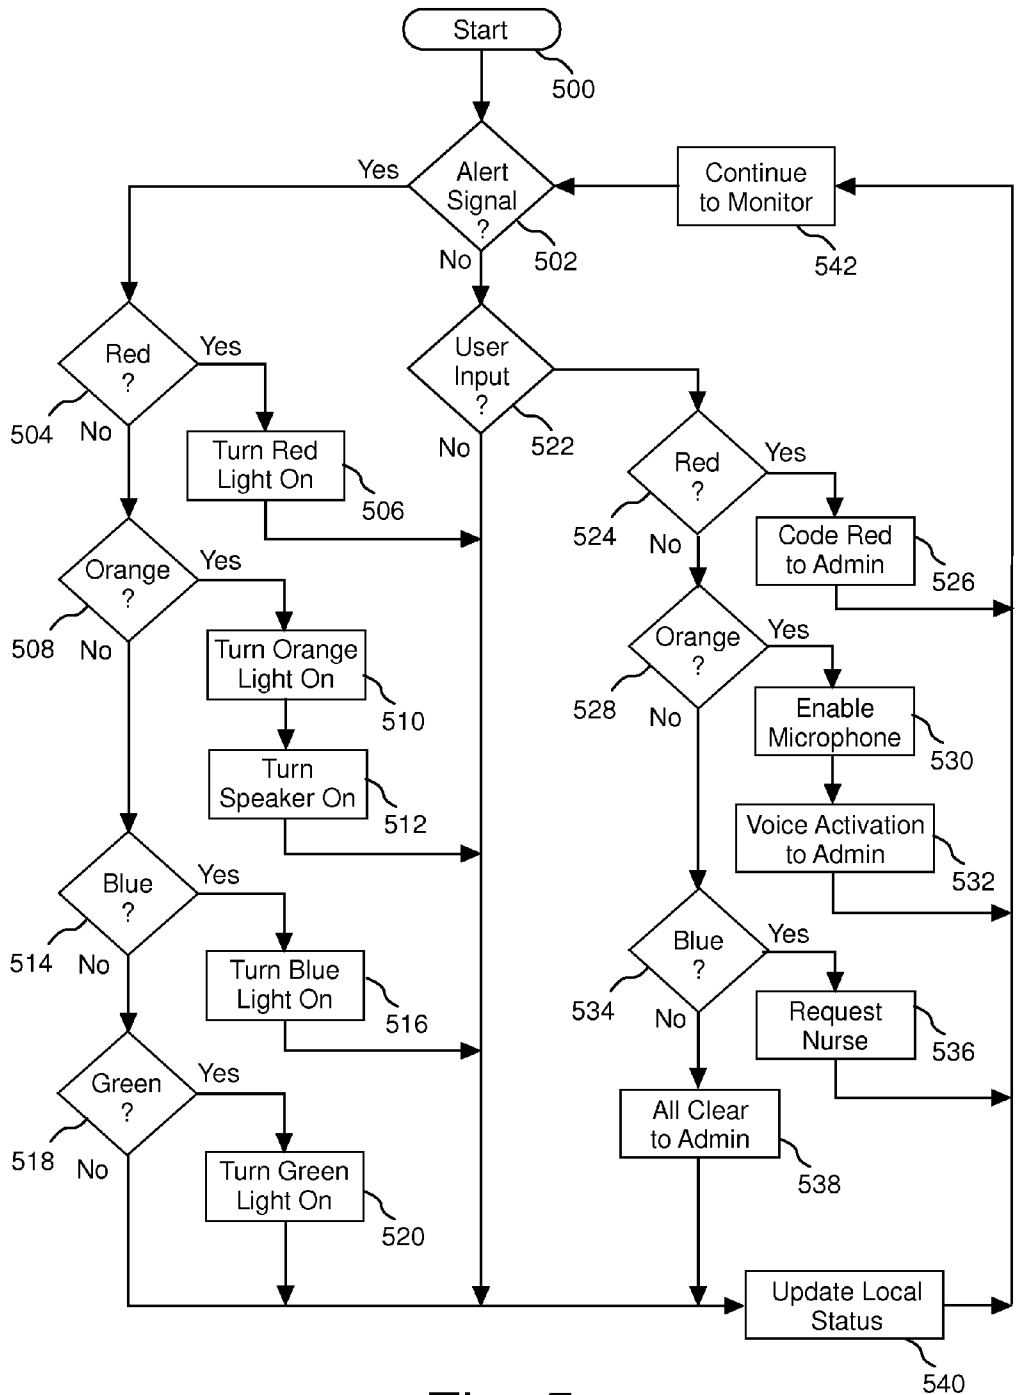 Start
500
Yes
Alert
Signal
?
502
No
Continue
to Monitor
542
Red
?
504
Yes
No
Turn Red
Light On
506
User
Input
?
522
No
Red
?
524
Yes
No
Code Red
to Admin
526
Orange
?
508
Yes
No
Turn Orange
Light On
510
Turn
Speaker On
512
Orange
?
528
Yes
No
Enable
Microphone
530
Voice Activation
to Admin
532
Blue
?
514
Yes
No
Turn Blue
Light On
516
Blue
?
534
Yes
No
Request
Nurse
536
Green
?
518
Yes
No
Turn Green
Light On
520
All Clear
to Admin
538
Update Local
Status
540